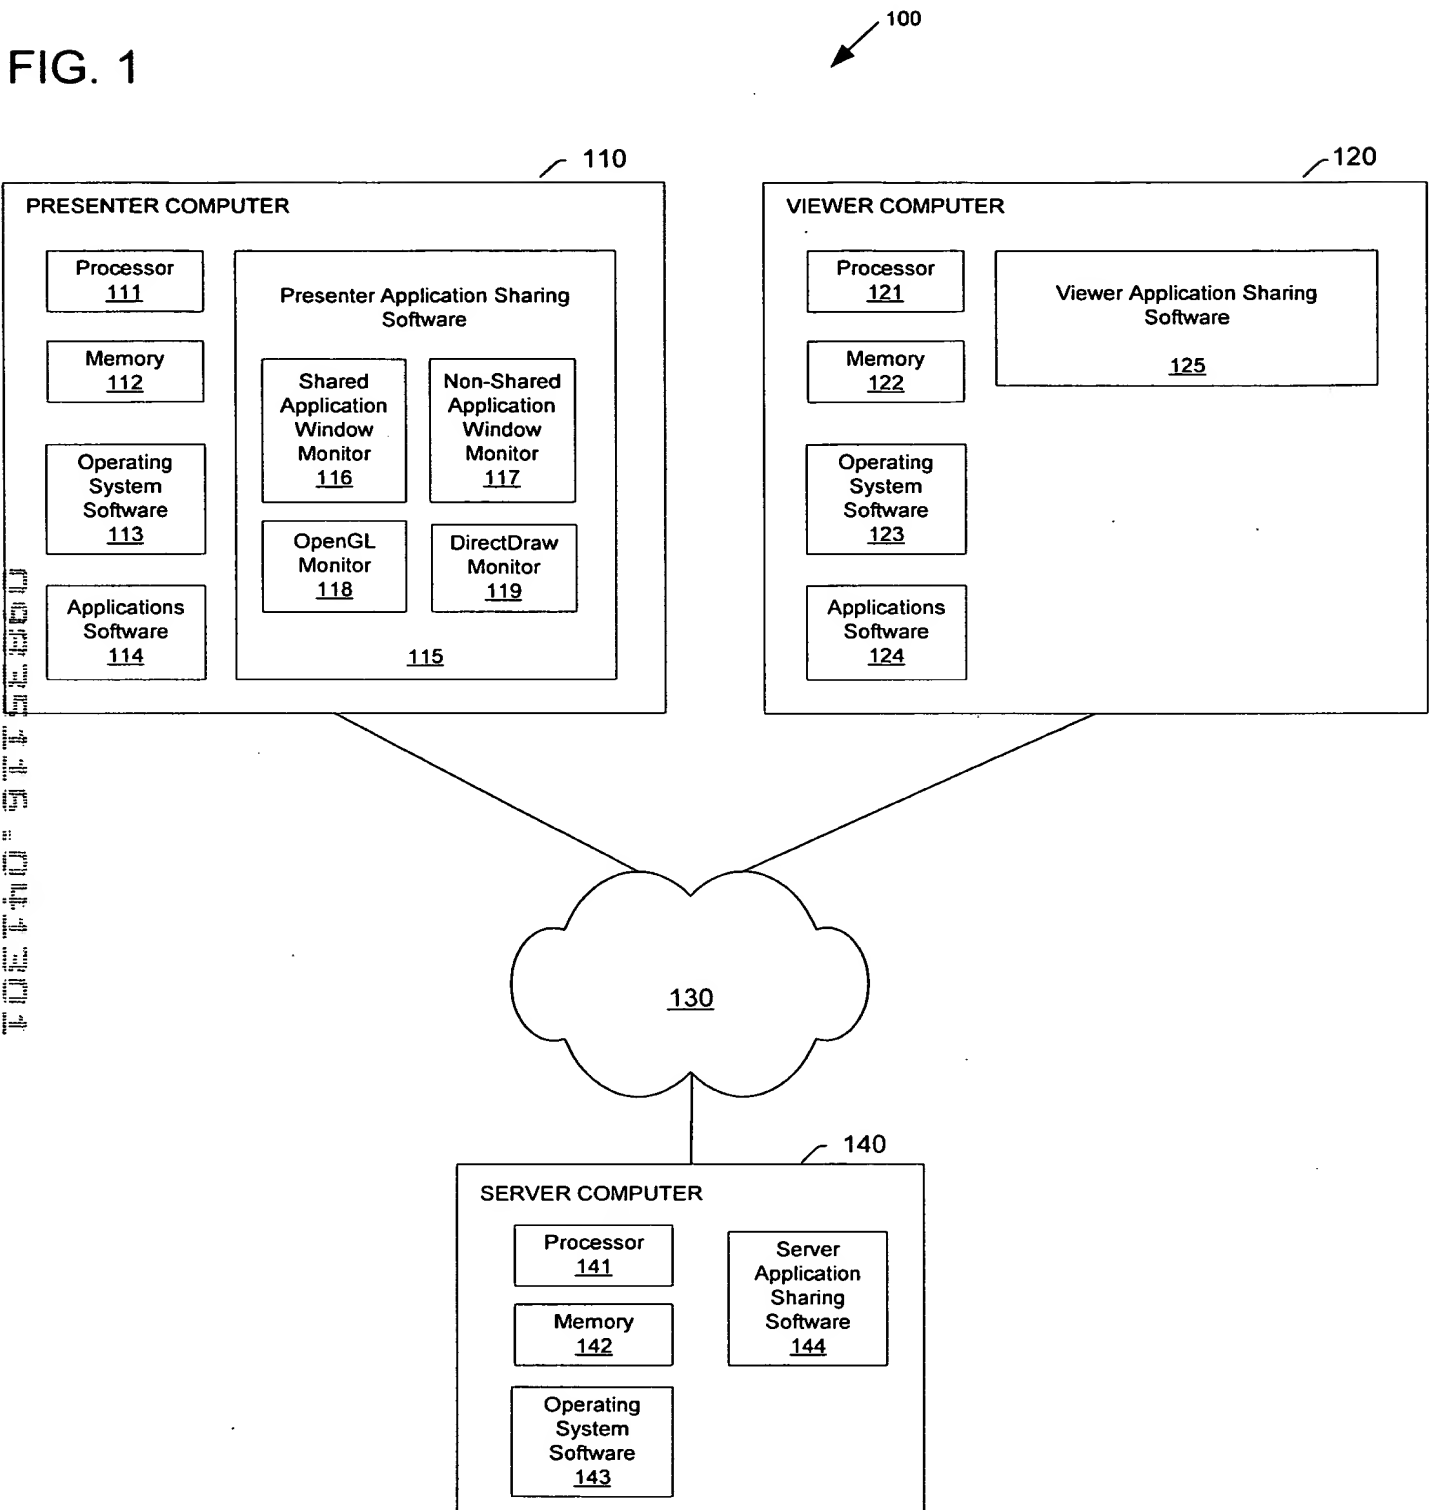 FIG. 1
100
110
PRESENTER COMPUTER
Processor
111
Memory
112
Operating
System
Software
113
Applications
Software
114
Presenter Application Sharing
Software
Shared
Application
Window
Monitor
116
Non-Shared
Application
Window
Monitor
117
OpenGL
Monitor
118
DirectDraw
Monitor
119
115
120
VIEWER COMPUTER
Processor
121
Memory
122
Operating
System
Software
123
Applications
Software
124
Viewer Application Sharing
Software
125
130
140
SERVER COMPUTER
Processor
141
Memory
142
Operating
System
Software
143
Server
Application
Sharing
Software
144